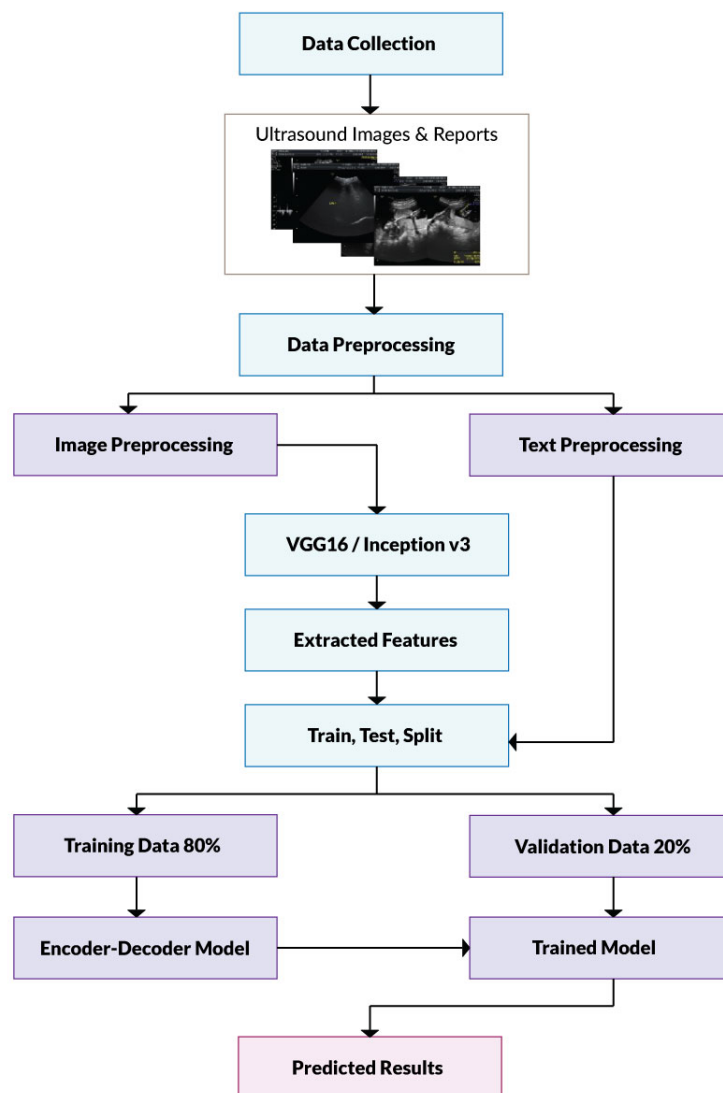 Data Collection
Ultrasound Images & Reports
Data Preprocessing
Image Preprocessing
Text Preprocessing
VGG16 / Inception v3
Extracted Features
Train, Test, Split
Training Data 80%
Validation Data 20%
Encoder-Decoder Model
Trained Model
Predicted Results